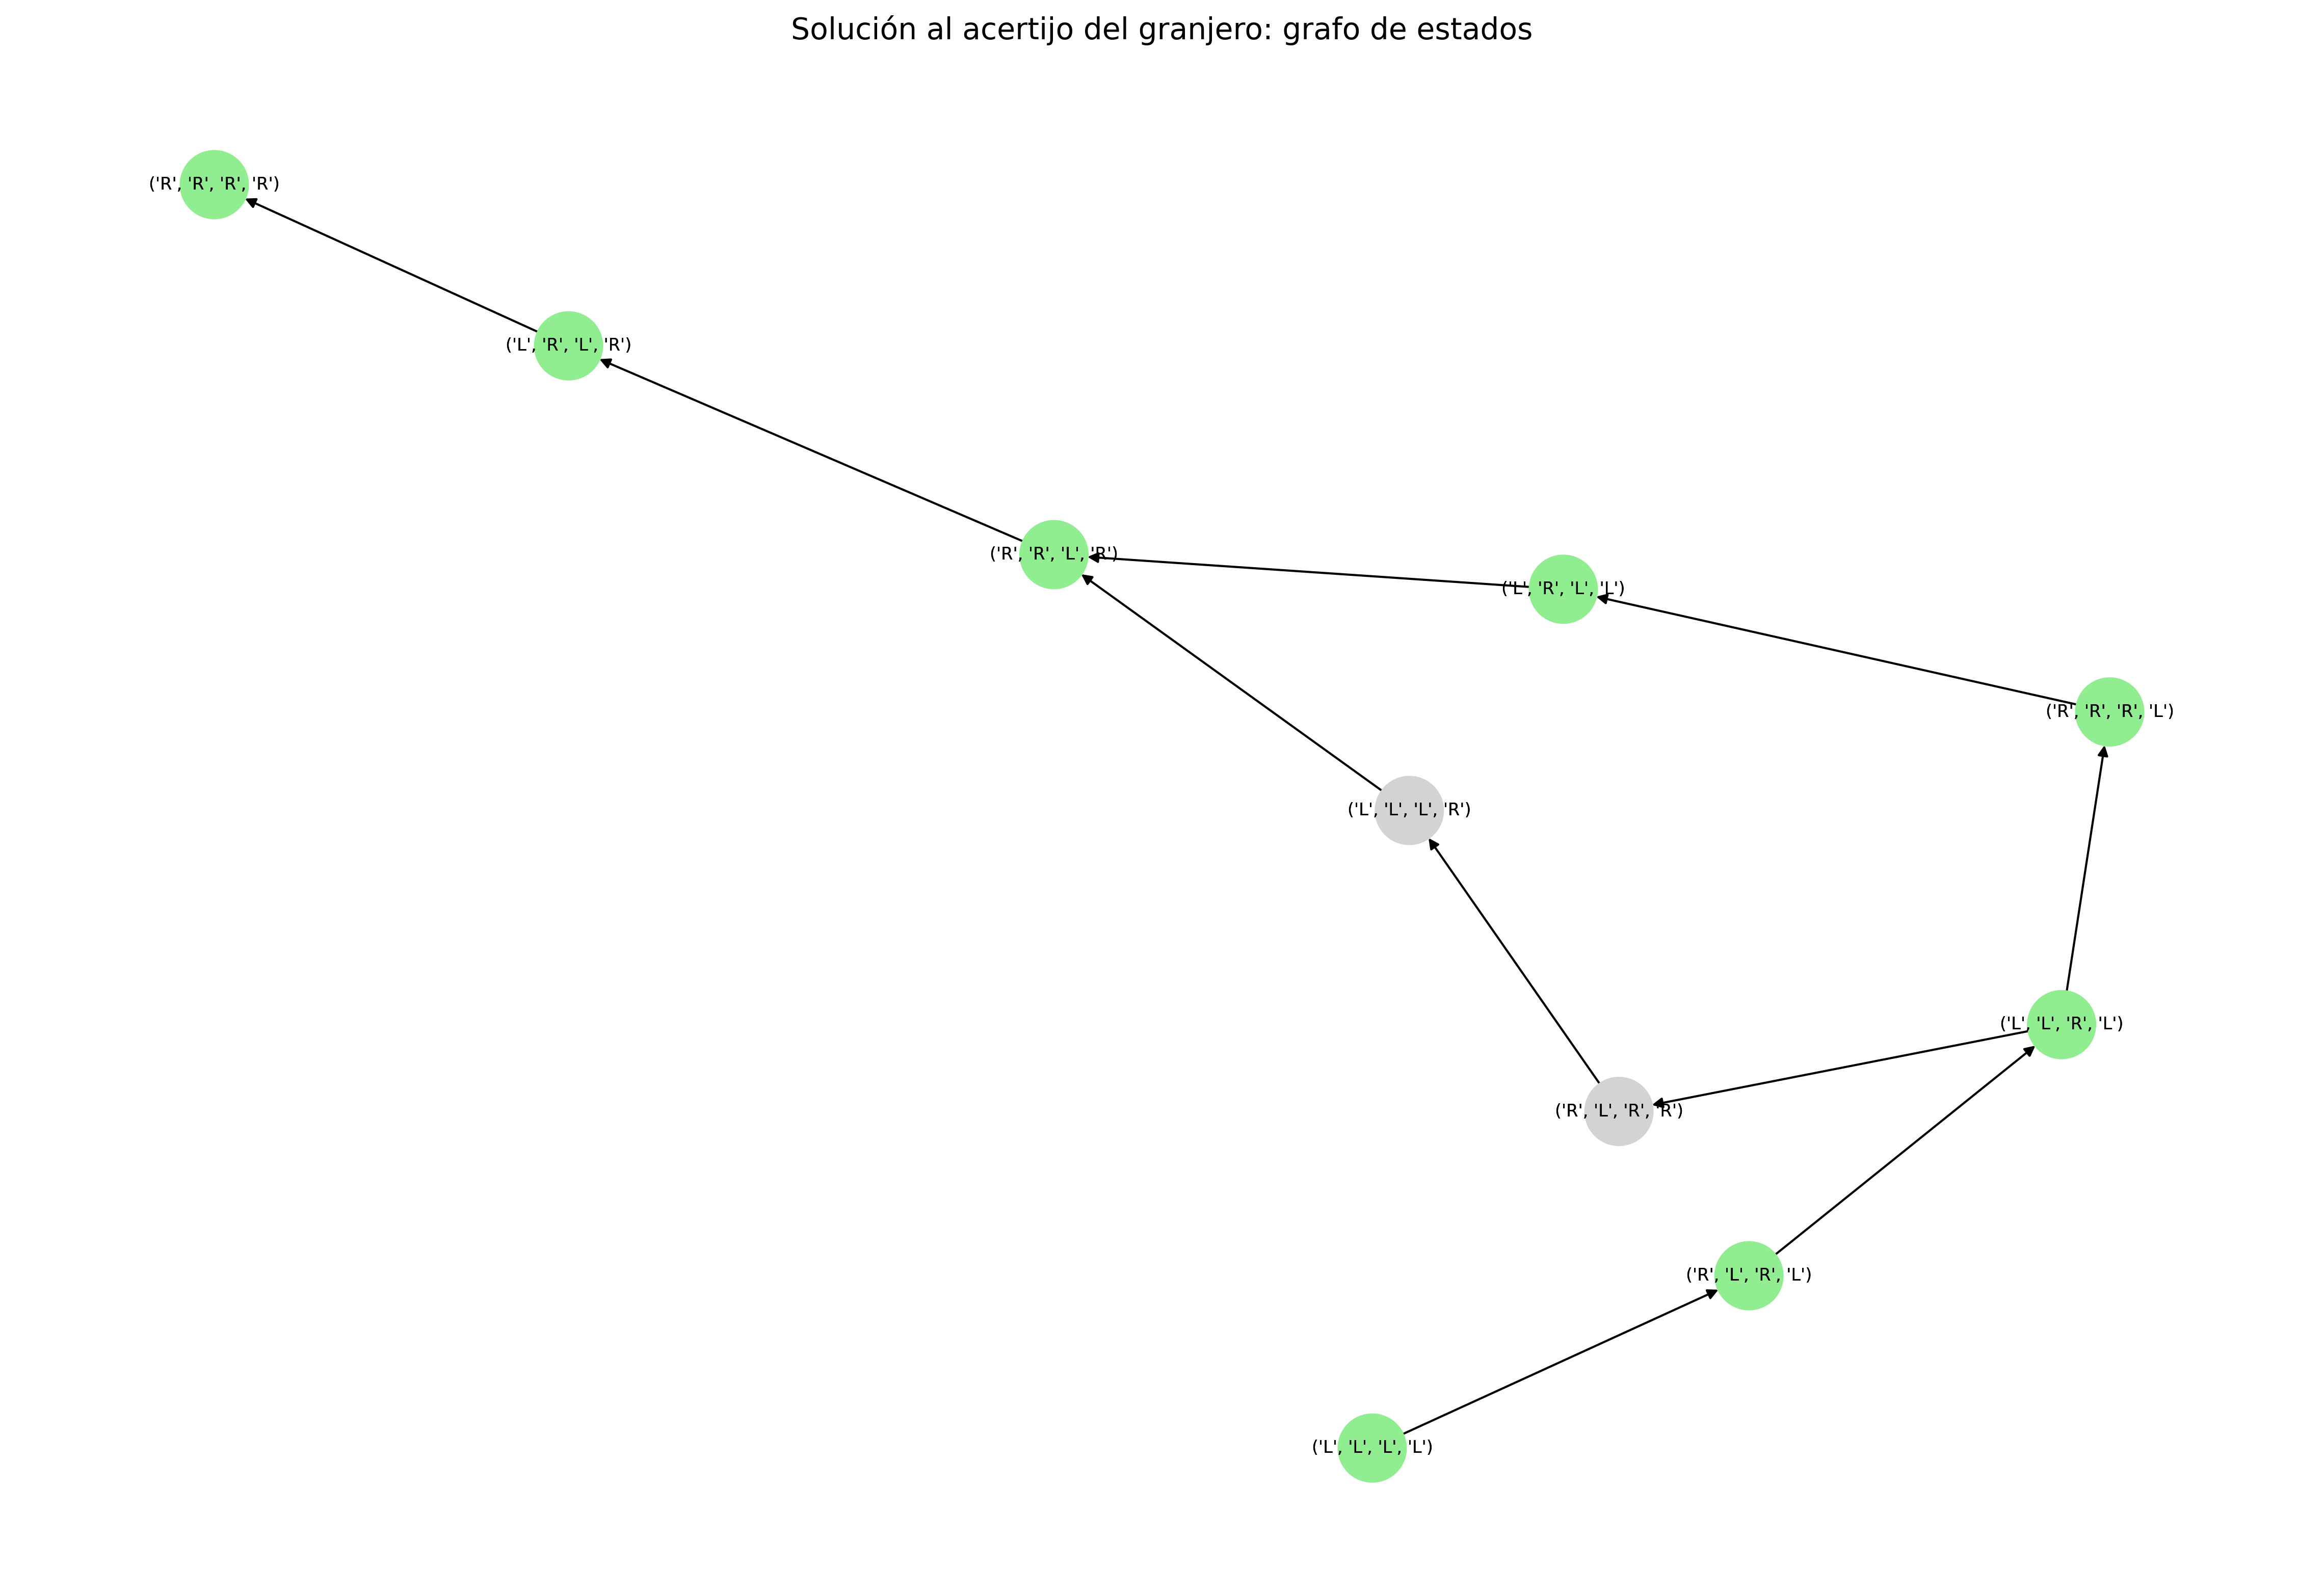 Solución al acertijo del granjero: grafo de estados
('R', 'R', 'R', 'R')
('L', 'R', 'L', 'R')
('R', 'R', 'L', 'R')
('L', 'R', 'L', 'L')
('R', 'R', 'R', 'L')
('L', 'L', 'L', 'R')
('L', 'L', 'R', 'L')
('R', 'L', 'R', 'R')
('R', 'L', 'R', 'L')
('L', 'L', 'L', 'L')